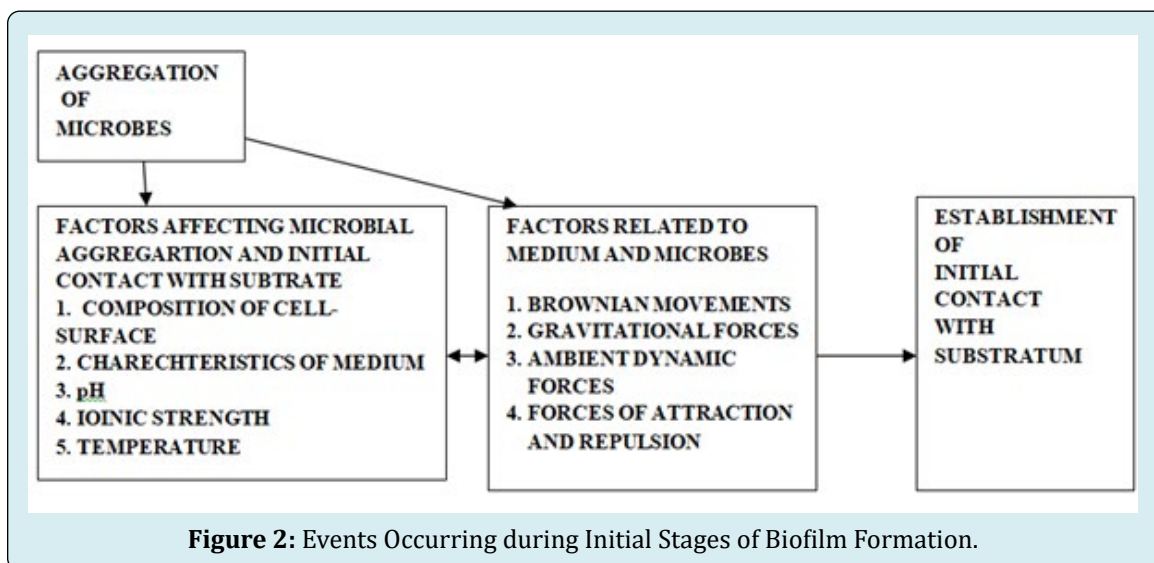 AGGREGATION
OF
MICROBES
FACTORS AFFECTING MICROBIAL
AGGREGARTION AND INITIAL
CONTACT WITH SUBTRATE
1. COMPOSITION OF CELL-
SURFACE
2. CHARECHTERISTICS OF MEDIUM
3. pH
4. IOINIC STRENGTH
5. TEMPERATURE
FACTORS RELATED TO
MEDIUM AND MICROBES
1. BROWNIAN MOVEMENTS
2. GRAVITATIONAL FORCES
3. AMBIENT DYNAMIC
FORCES
4. FORCES OF ATTRACTION
AND REPULSION
ESTABLISHMENT
OF
INITIAL
CONTACT
WITH
SUBSTRATUM
Figure 2: Events Occurring during Initial Stages of Biofilm Formation.